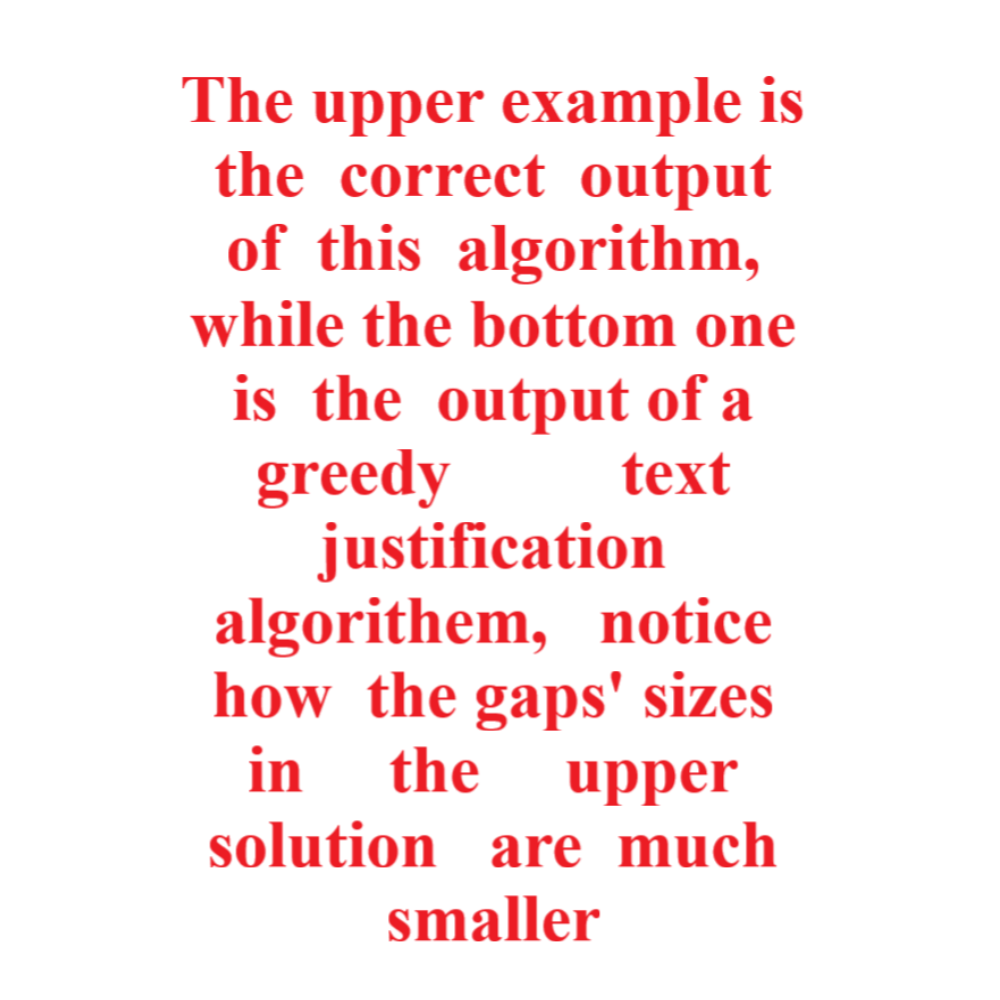 The upper example is
the  correct  output
of  this  algorithm,
while the bottom one
is  the  output of a
greedy          text
justification
algorithem,   notice
how  the gaps' sizes
in     the     upper
solution   are  much
smaller